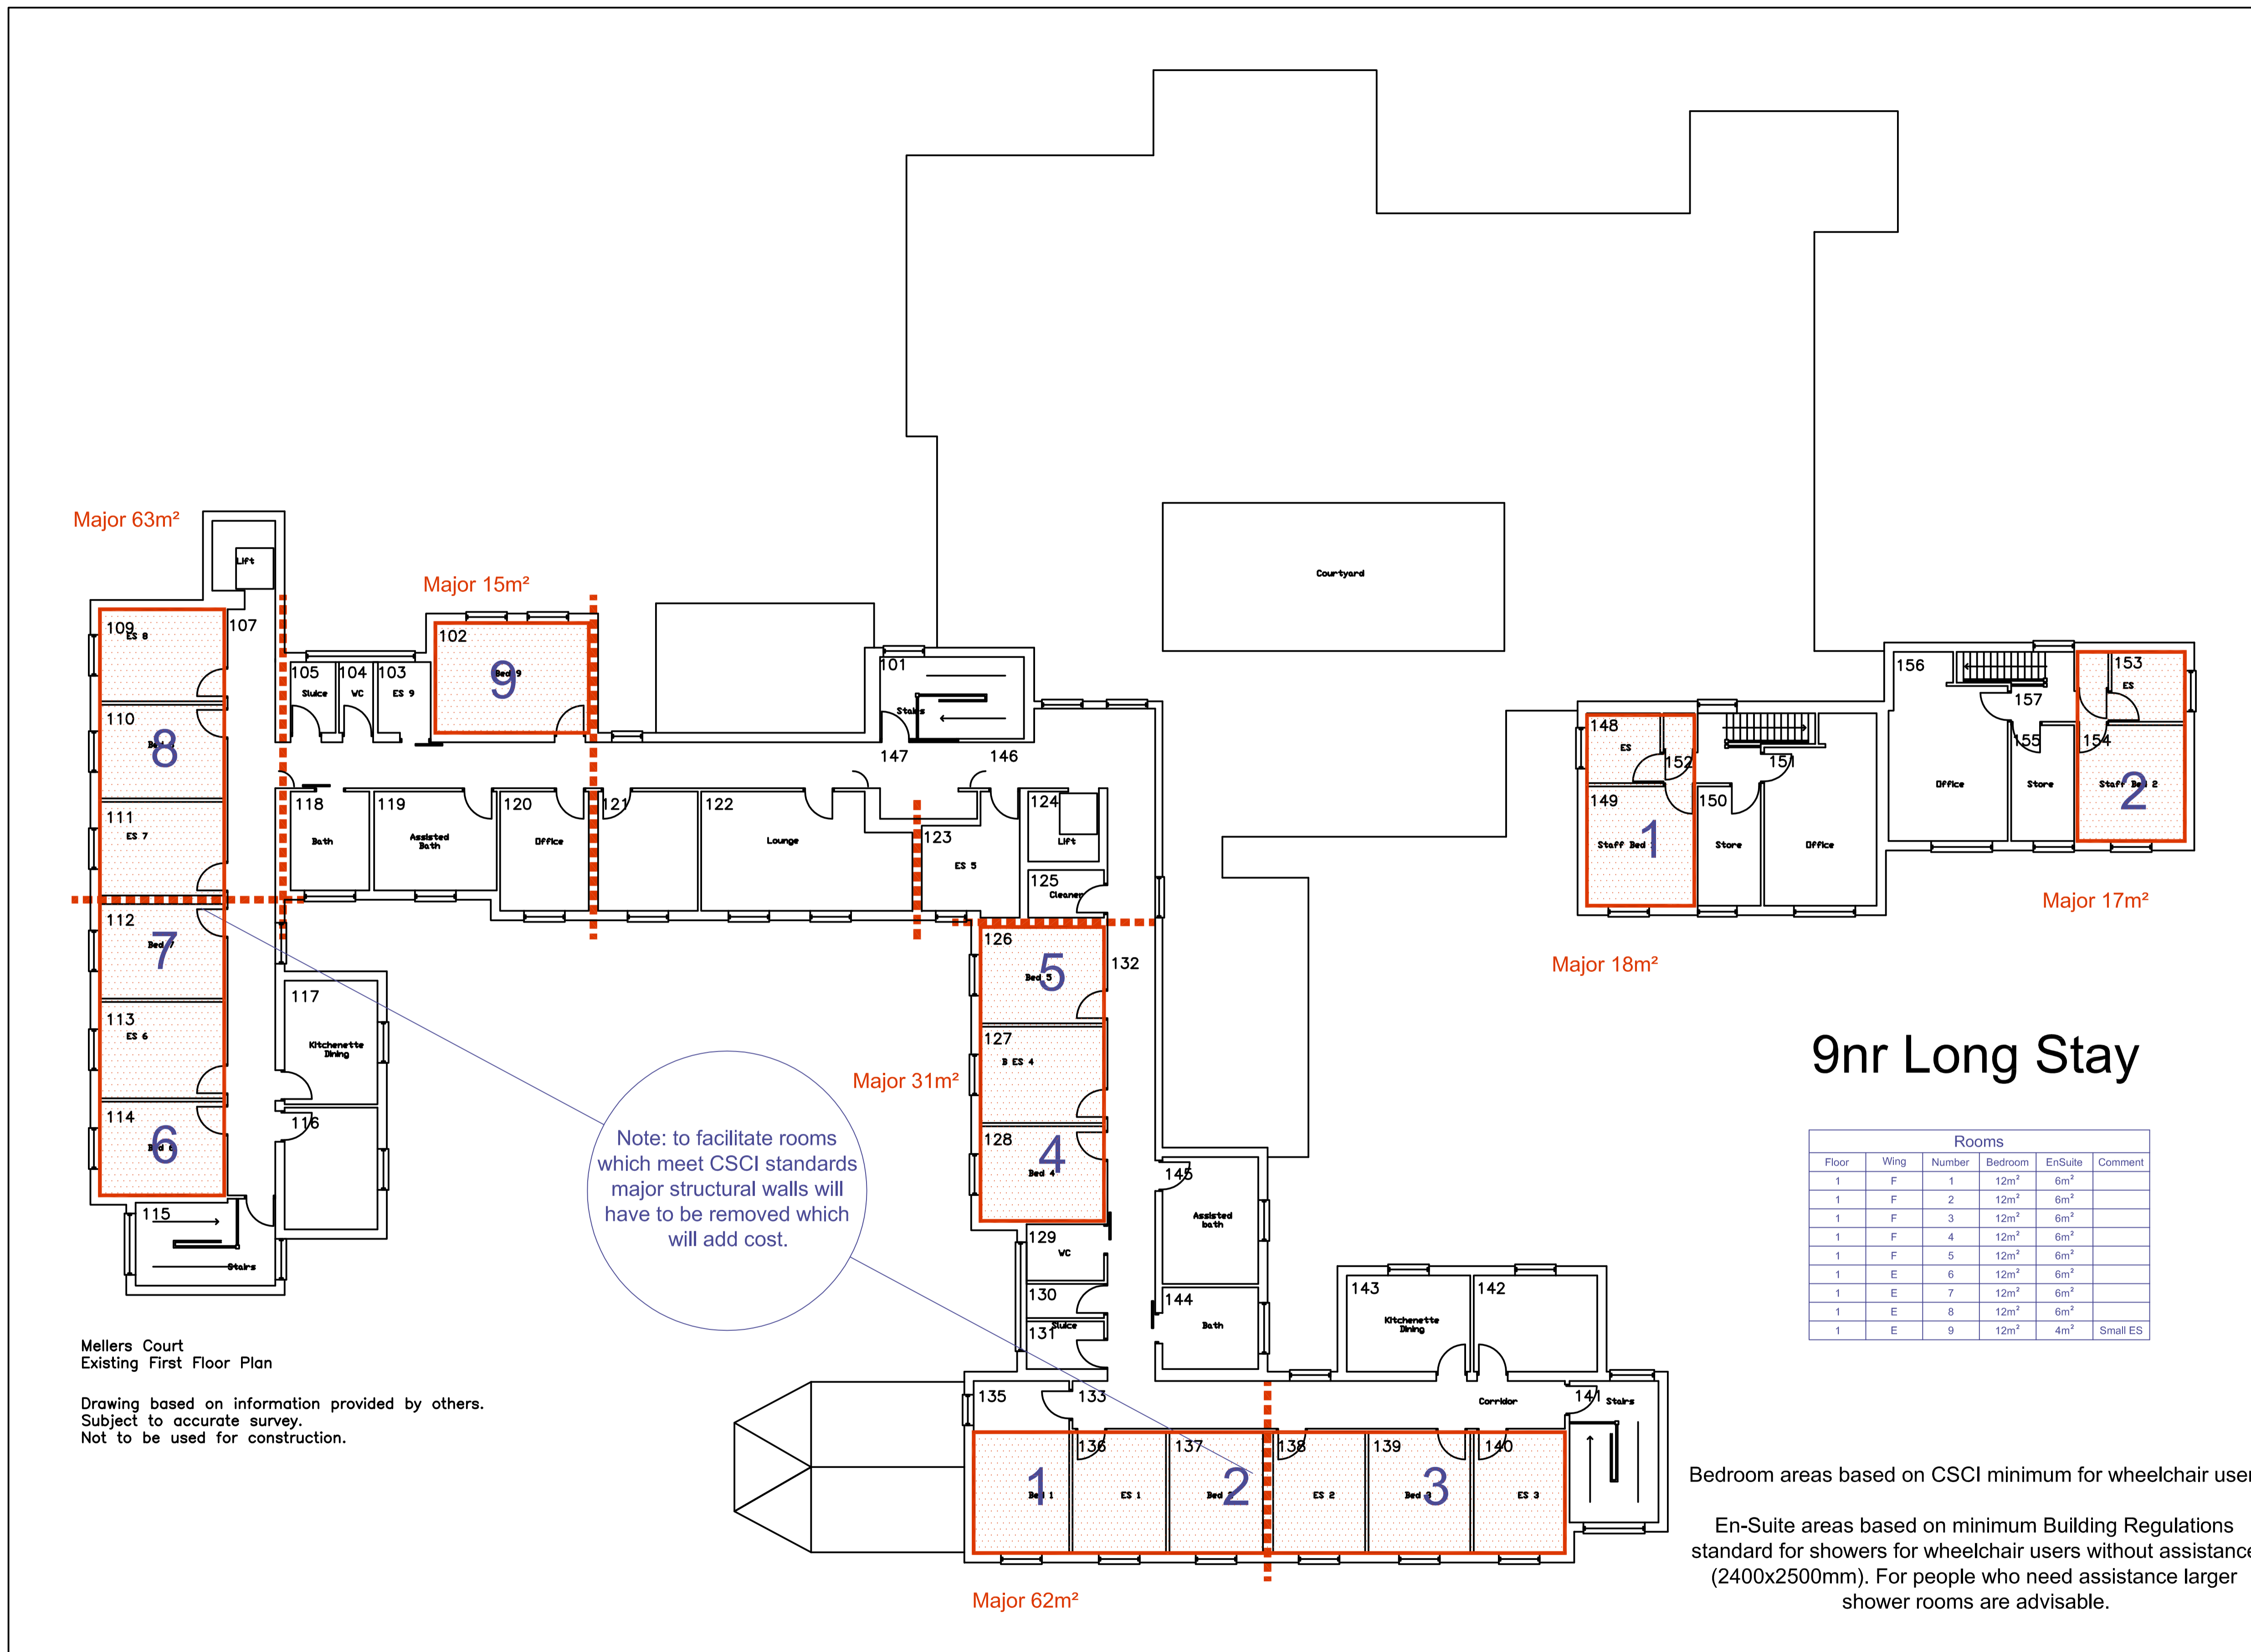 Major 63m²
Lift
109
ES 8
107
110
Bed 8
8
111
ES 7
112
Bed 7
7
113
ES 6
114
Bed 6
6
115
Stairs
Major 15m²
105
Sluice
104
WC
103
ES 9
102
Bed 9
9
118
Bath
119
Assisted
Bath
120
Office
121
122
Lounge
117
Kitchenette
Dining
116
101
Stairs
147
146
123
ES 5
124
Lift
125
Cleaner
Courtyard
126
Bed 5
5
132
127
B ES 4
128
Bed 4
4
Major 31m²
129
WC
130
Sluice
131
145
Assisted
bath
144
Bath
143
Kitchenette
Dining
142
135
133
Corridor
141
Stairs
Bed 1
1
136
ES 1
137
Bed 2
2
138
ES 2
139
Bed 3
3
140
ES 3
Major 62m²
Note: to facilitate rooms
which meet CSCI standards
major structural walls will
have to be removed which
will add cost.
148
ES
152
149
Staff Bed
1
150
Store
151
Office
Major 18m²
156
Office
157
155
Store
153
ES
154
Staff Bed 2
2
Major 17m²
9nr Long Stay
Rooms
Floor Wing Number Bedroom EnSuite Comment
1 F 1 12m² 6m²
1 F 2 12m² 6m²
1 F 3 12m² 6m²
1 F 4 12m² 6m²
1 F 5 12m² 6m²
1 E 6 12m² 6m²
1 E 7 12m² 6m²
1 E 8 12m² 6m²
1 E 9 12m² 4m² Small ES
Mellers Court
Existing First Floor Plan
Drawing based on information provided by others.
Subject to accurate survey.
Not to be used for construction.
Bedroom areas based on CSCI minimum for wheelchair user
En-Suite areas based on minimum Building Regulations
standard for showers for wheelchair users without assistance
(2400x2500mm). For people who need assistance larger
shower rooms are advisable.